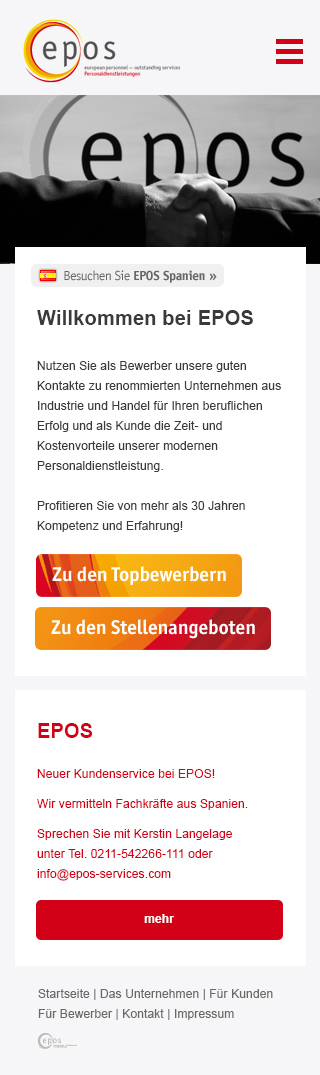 epos
european personnel — outstanding services
Personaldienstleistungen
epos
Besuchen Sie EPOS Spanien »
Willkommen bei EPOS
Nutzen Sie als Bewerber unsere guten
Kontakte zu renommierten Unternehmen aus
Industrie und Handel für Ihren beruflichen
Erfolg und als Kunde die Zeit- und
Kostenvorteile unserer modernen
Personaldienstleistung.
Profitieren Sie von mehr als 30 Jahren
Kompetenz und Erfahrung!
Zu den Topbewerbern
Zu den Stellenangeboten
EPOS
Neuer Kundenservice bei EPOS!
Wir vermitteln Fachkräfte aus Spanien.
Sprechen Sie mit Kerstin Langelage
unter Tel. 0211-542266-111 oder
info@epos-services.com
mehr
Startseite | Das Unternehmen | Für Kunden
Für Bewerber | Kontakt | Impressum
epos